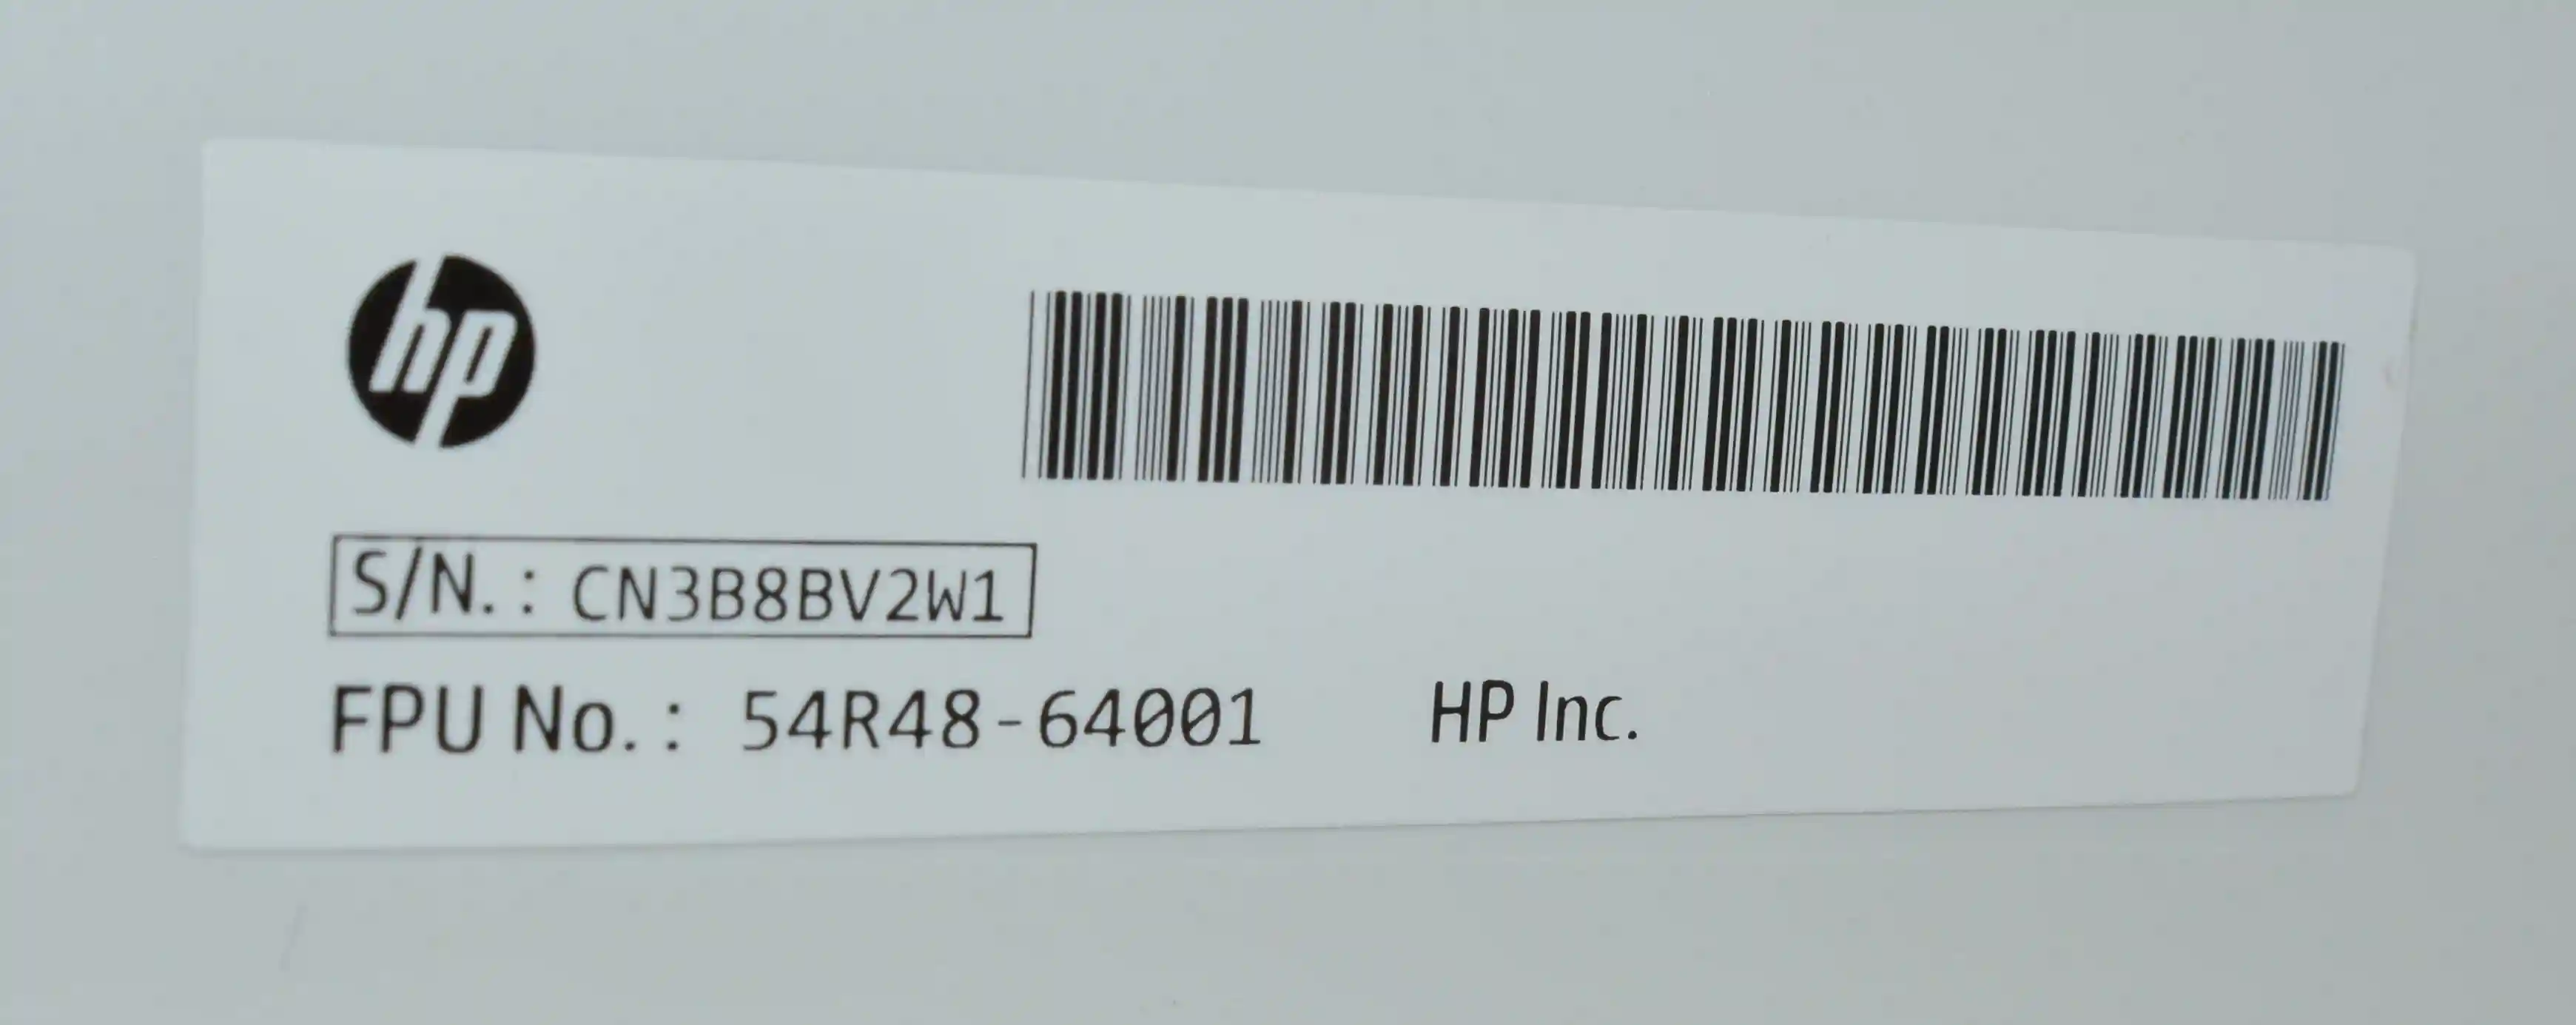 hp
S/N. : CN3B8BV2W1
FPU No. : 54R48-64001 HP Inc.